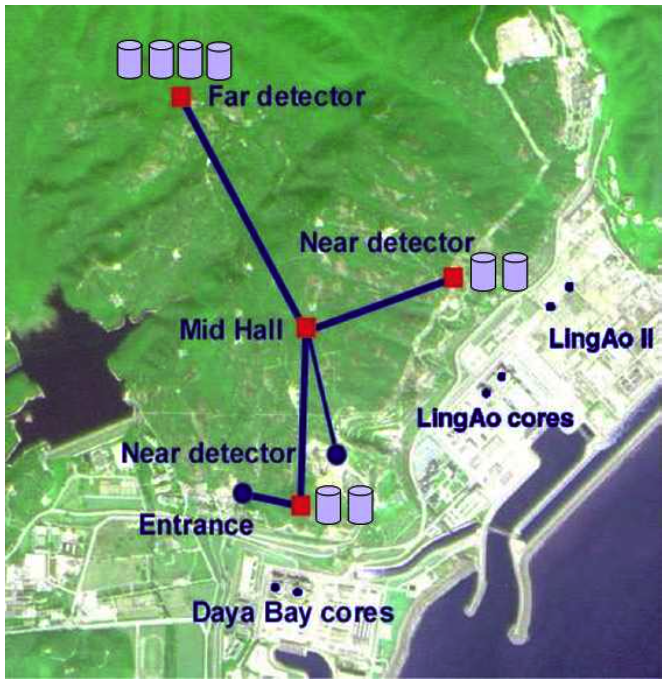 Far detector
Near detector
Mid Hall
LingAo II
LingAo cores
Near detector
Entrance
Daya Bay cores